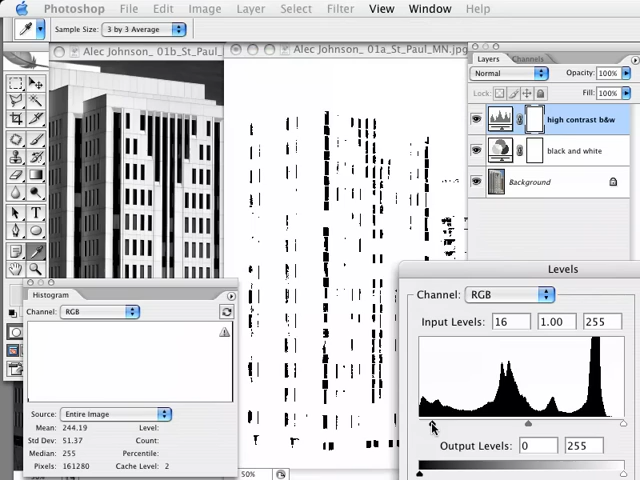 Photoshop File Edit Image Layer Select Filter View Window Help
Sample Size: 3 by 3 Average
Alec Johnson_ 01b_St_Paul_
Alec Johnson_ 01a_St_Paul_MN.jpg
Layers Channels
Normal Opacity: 100%
Lock: Fill: 100%
high contrast b&w
black and white
Background
Histogram
Channel: RGB
Source: Entire Image
Mean: 244.19 Level:
Std Dev: 51.37 Count:
Median: 255 Percentile:
Pixels: 161280 Cache Level: 2
50%
Levels
Channel: RGB
Input Levels: 16 1.00 255
Output Levels: 0 255